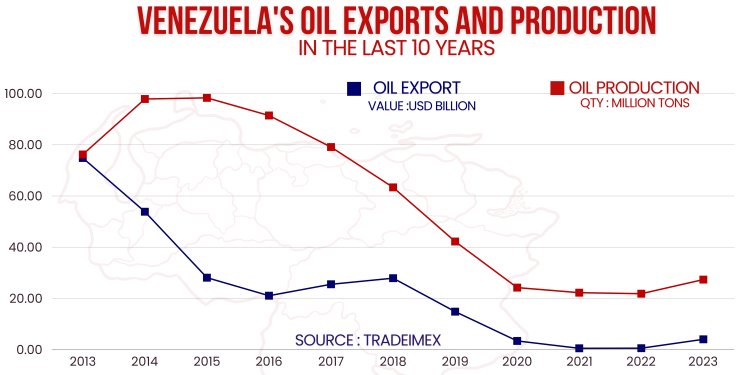 VENEZUELA'S OIL EXPORTS AND PRODUCTION
IN THE LAST 10 YEARS
OIL EXPORT
VALUE :USD BILLION
OIL PRODUCTION
QTY : MILLION TONS
100.00
80.00
60.00
40.00
20.00
0.00
SOURCE : TRADEIMEX
2013 2014 2015 2016 2017 2018 2019 2020 2021 2022 2023